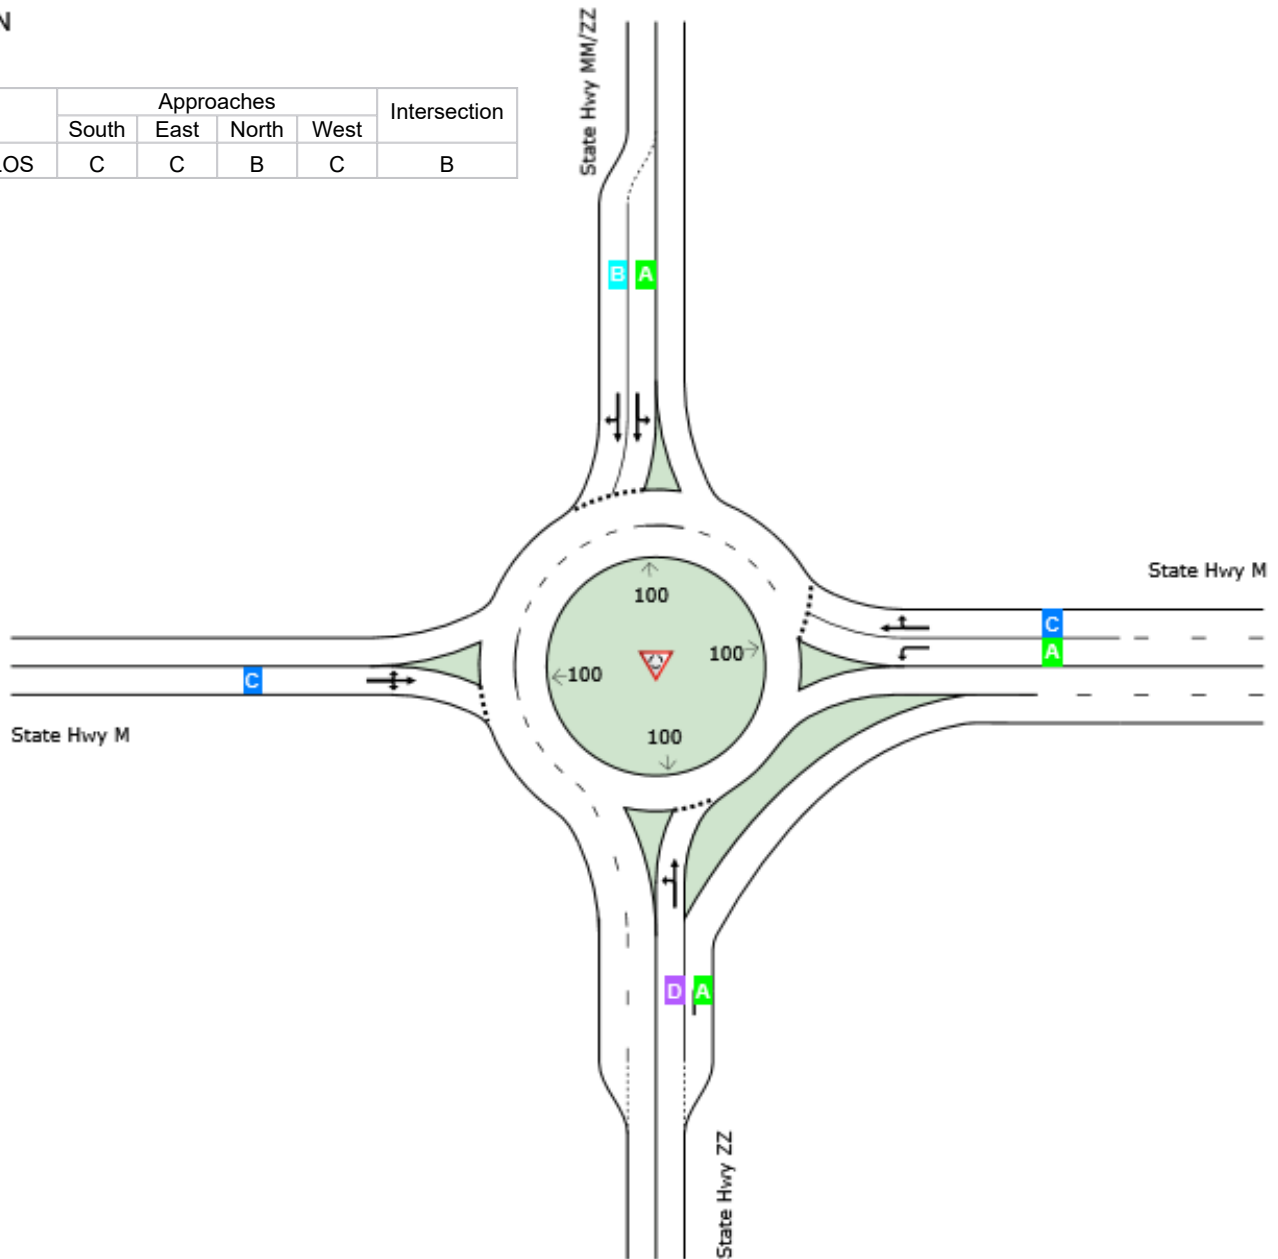 N
State Hwy MM/ZZ
Approaches
Intersection
South East North West
LOS C C B C B
B A
State Hwy M
100
C
100
A
100
C
State Hwy M
100
D A
State Hwy ZZ